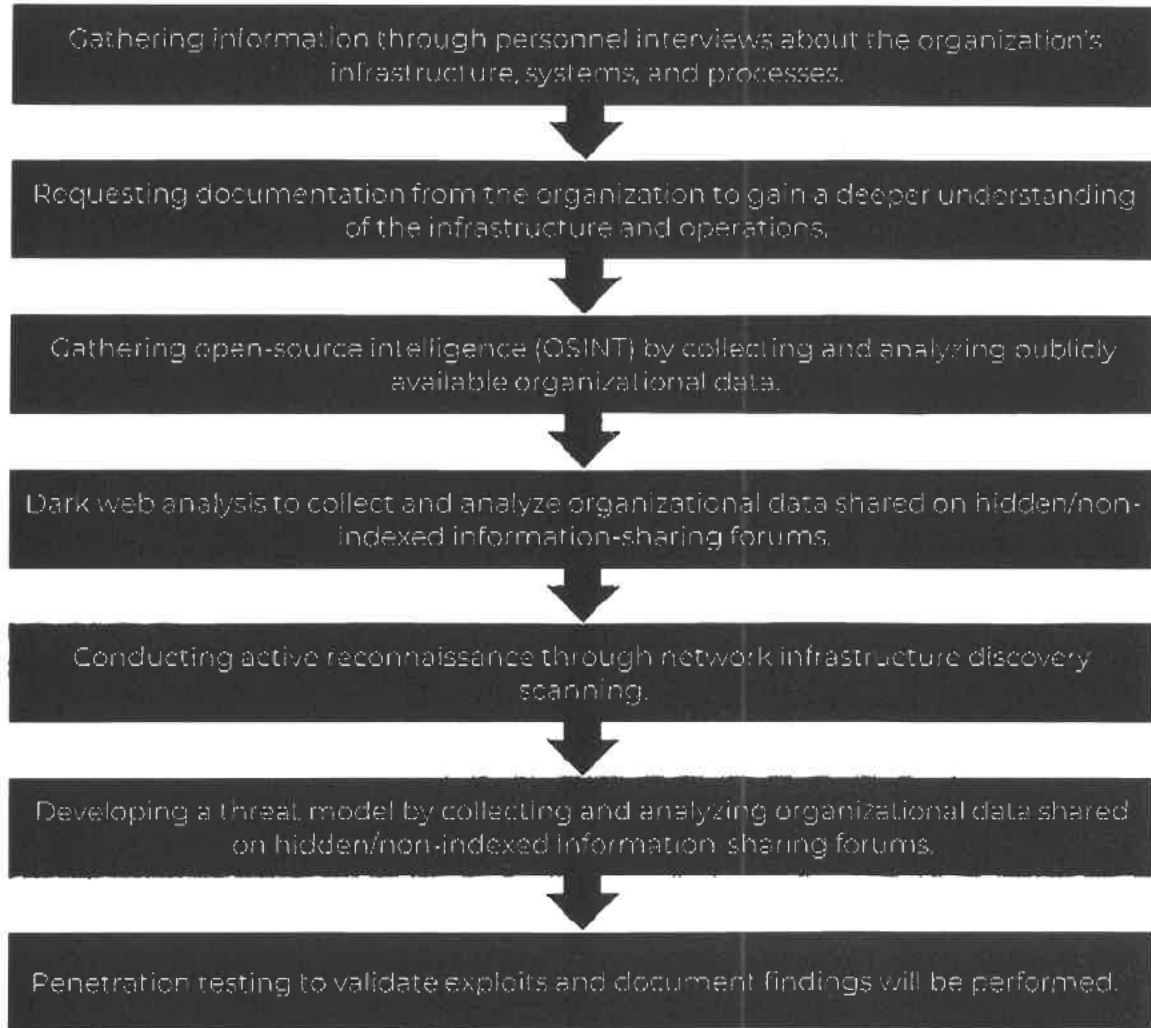 Gathering information through personnel interviews about the organization's
infrastructure, systems, and processes.
Requesting documentation from the organization to gain a deeper understanding
of the infrastructure and operations.
Gathering open-source intelligence (OSINT) by collecting and analyzing publicly
available organizational data.
Dark web analysis to collect and analyze organizational data shared on hidden/non-
indexed information-sharing forums.
Conducting active reconnaissance through network infrastructure discovery
scanning.
Developing a threat model by collecting and analyzing organizational data shared
on hidden/non-indexed information-sharing forums.
Penetration testing to validate exploits and document findings will be performed.